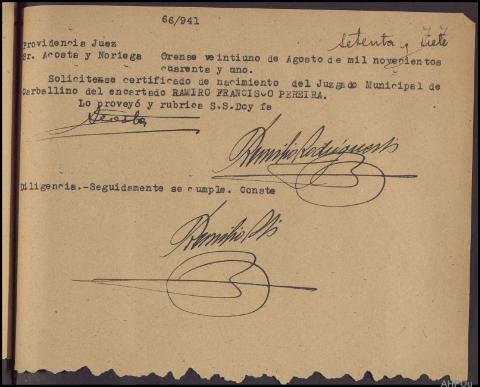 66/941
setenta y siete
77
Providencia Juez
Sr. Acosta y Noriega Orense veintiuno de Agosto de mil novecientos
cuarenta y uno.
Solicitese certificado de nacimiento del Juzgado Municipal de
Carballino del encartado RAMIRO FRANCISCO PEREIRA.
Lo proveyó y rubrica S.S.Doy fe
Acosta
Diligencia.-Seguidamente se cumple. Conste
AHPOu